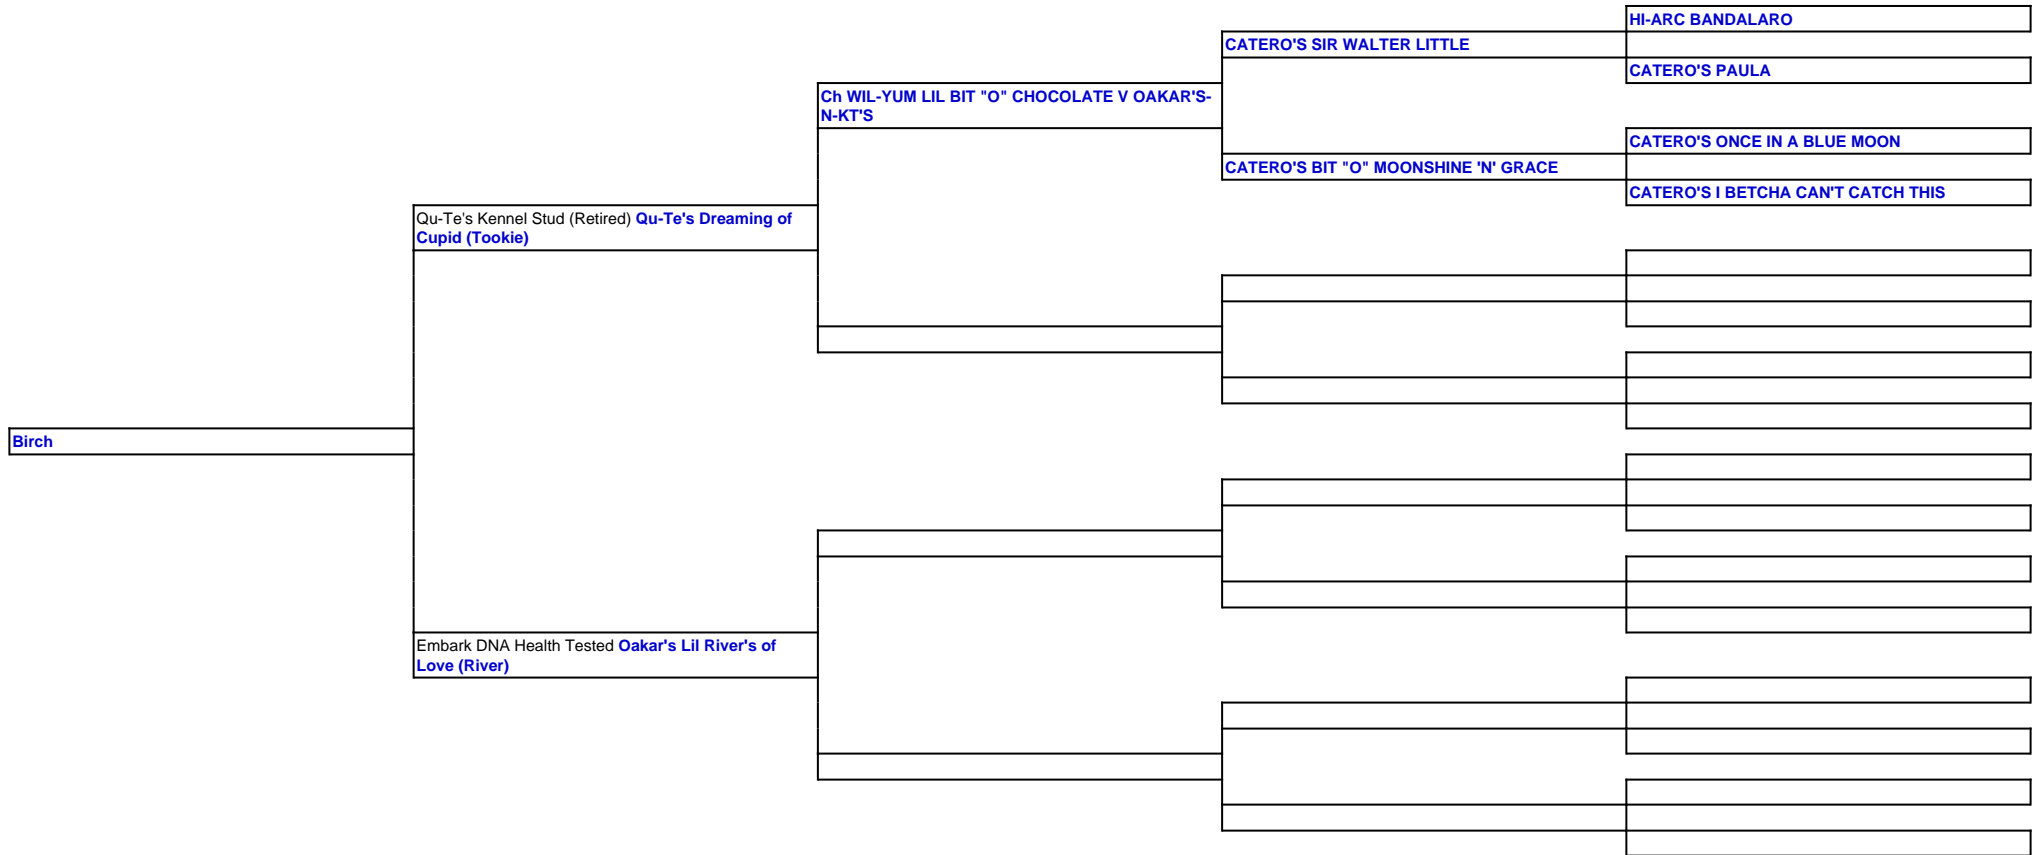 HI-ARC BANDALARO
CATERO'S SIR WALTER LITTLE
CATERO'S PAULA
Ch WIL-YUM LIL BIT "O" CHOCOLATE V OAKAR'S-
N-KT'S
CATERO'S ONCE IN A BLUE MOON
CATERO'S BIT "O" MOONSHINE 'N' GRACE
CATERO'S I BETCHA CAN'T CATCH THIS
Qu-Te's Kennel Stud (Retired) Qu-Te's Dreaming of
Cupid (Tookie)
Birch
Embark DNA Health Tested Oakar's Lil River's of
Love (River)